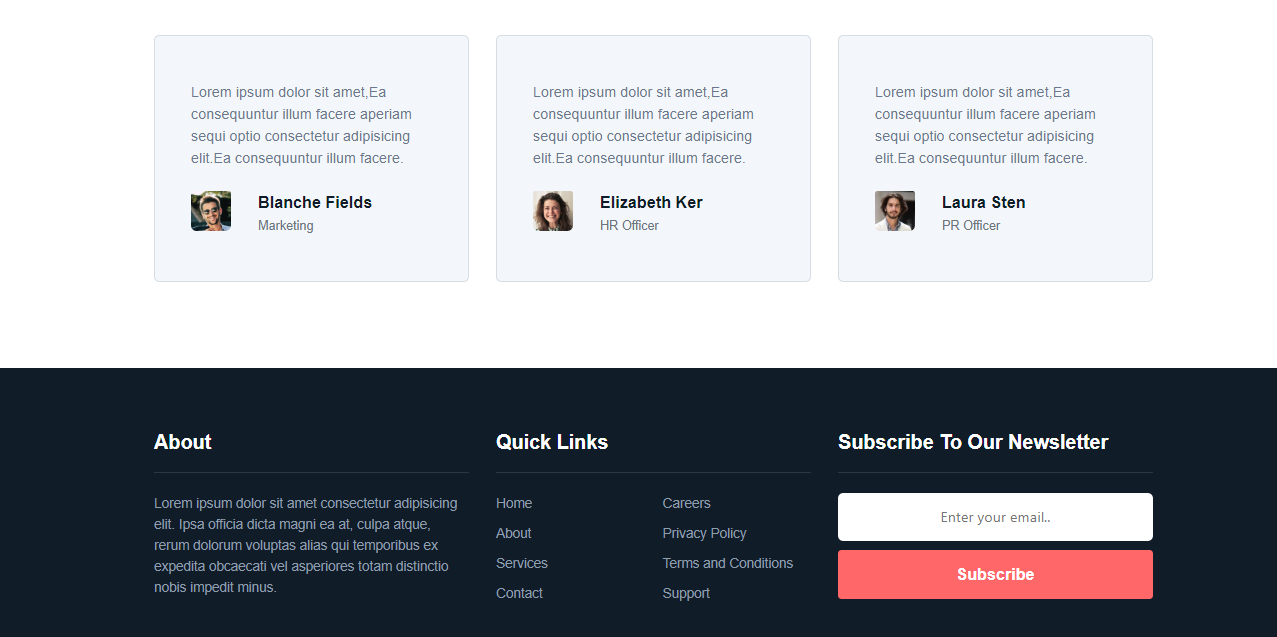 Lorem ipsum dolor sit amet,Ea
consequuntur illum facere aperiam
sequi optio consectetur adipisicing
elit.Ea consequuntur illum facere.
Blanche Fields
Marketing
Lorem ipsum dolor sit amet,Ea
consequuntur illum facere aperiam
sequi optio consectetur adipisicing
elit.Ea consequuntur illum facere.
Elizabeth Ker
HR Officer
Lorem ipsum dolor sit amet,Ea
consequuntur illum facere aperiam
sequi optio consectetur adipisicing
elit.Ea consequuntur illum facere.
Laura Sten
PR Officer
About
Lorem ipsum dolor sit amet consectetur adipisicing
elit. Ipsa officia dicta magni ea at, culpa atque,
rerum dolorum voluptas alias qui temporibus ex
expedita obcaecati vel asperiores totam distinctio
nobis impedit minus.
Quick Links
Home
About
Services
Contact
Careers
Privacy Policy
Terms and Conditions
Support
Subscribe To Our Newsletter
Enter your email..
Subscribe